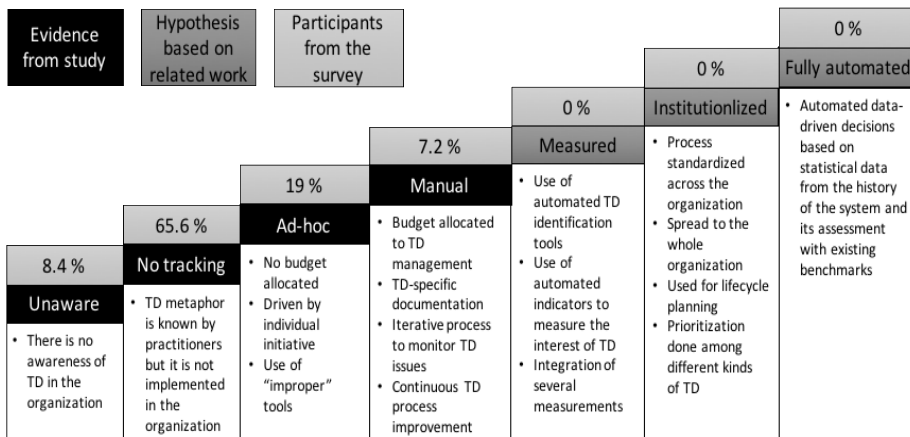 Evidence
from study
Hypothesis
based on
related work
Participants
from the
survey
8.4 %
Unaware
• There is no
awareness of
TD in the
organization
65.6 %
No tracking
• TD metaphor
is known by
practitioners
but it is not
implemented
in the
organization
19 %
Ad-hoc
• No budget
allocated
• Driven by
individual
initiative
• Use of
“improper”
tools
7.2 %
Manual
• Budget allocated
to TD
management
• TD-specific
documentation
• Iterative process
to monitor TD
issues
• Continuous TD
process
improvement
0 %
Measured
• Use of
automated TD
identification
tools
• Use of
automated
indicators to
measure the
interest of TD
• Integration of
several
measurements
0 %
Institutionlized
• Process
standardized
across the
organization
• Spread to the
whole
organization
• Used for lifecycle
planning
• Prioritization
done among
different kinds
of TD
0 %
Fully automated
• Automated data-
driven decisions
based on
statistical data
from the history
of the system and
its assessment
with existing
benchmarks